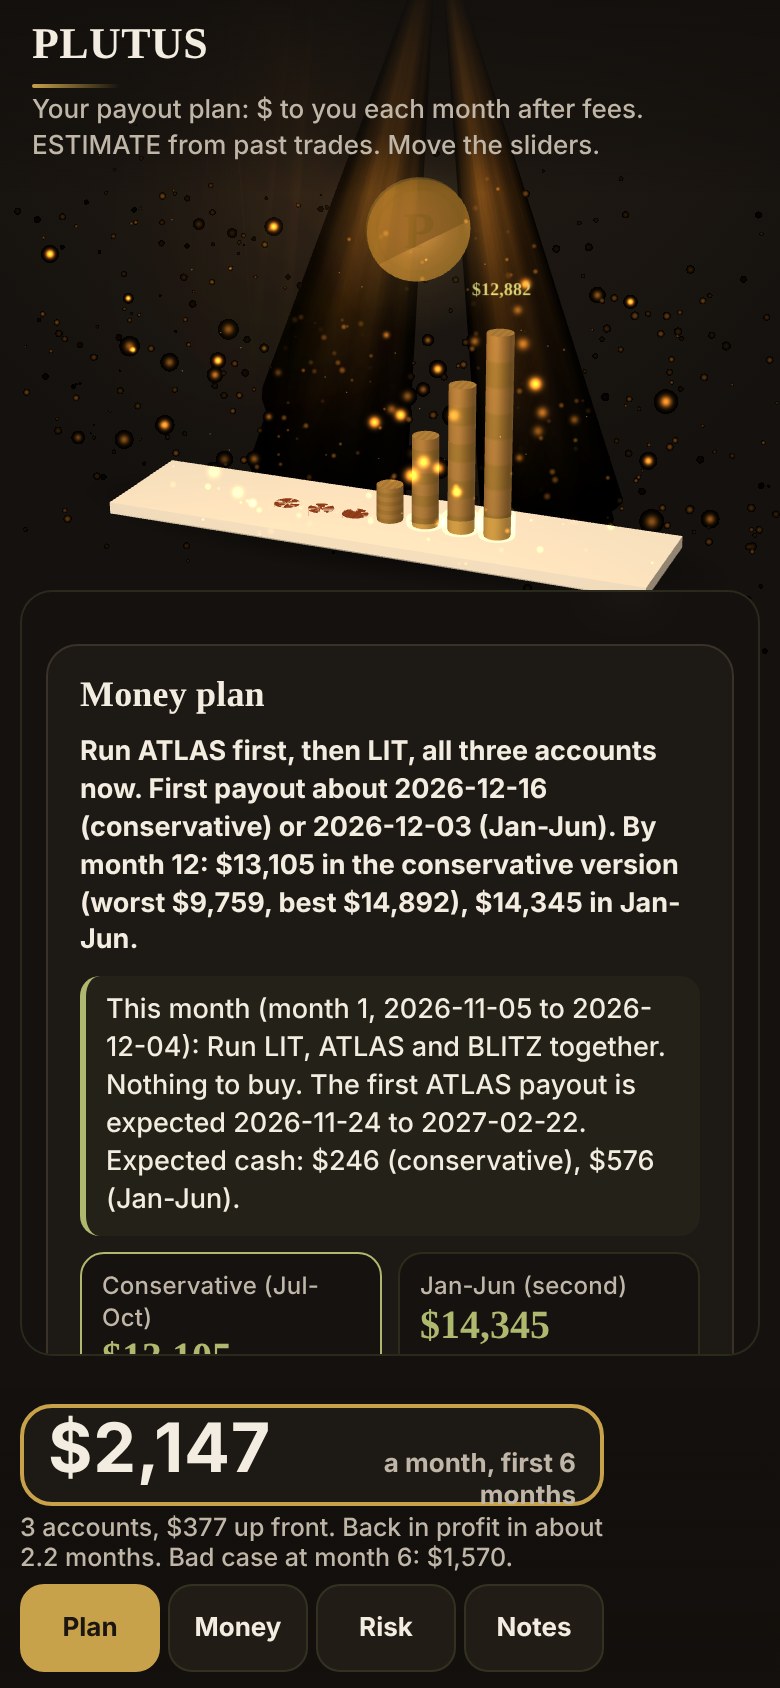 PLUTUS
Your payout plan: $ to you each month after fees.
ESTIMATE from past trades. Move the sliders.
P
$12,882
Money plan
Run ATLAS first, then LIT, all three accounts
now. First payout about 2026-12-16
(conservative) or 2026-12-03 (Jan-Jun). By
month 12: $13,105 in the conservative version
(worst $9,759, best $14,892), $14,345 in Jan-
Jun.
This month (month 1, 2026-11-05 to 2026-
12-04): Run LIT, ATLAS and BLITZ together.
Nothing to buy. The first ATLAS payout is
expected 2026-11-24 to 2027-02-22.
Expected cash: $246 (conservative), $576
(Jan-Jun).
Conservative (Jul-
Oct)
$13,105
Jan-Jun (second)
$14,345
$2,147
a month, first 6
months
3 accounts, $377 up front. Back in profit in about
2.2 months. Bad case at month 6: $1,570.
Plan
Money
Risk
Notes